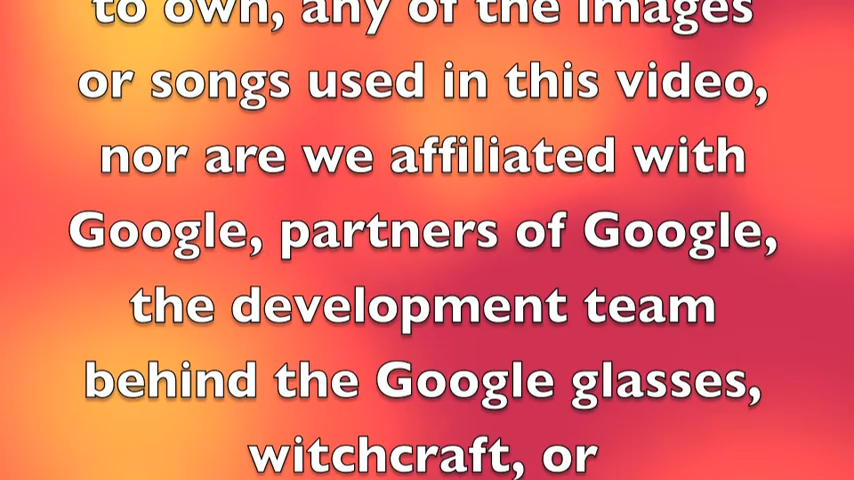 to own, any of the images
or songs used in this video,
nor are we affiliated with
Google, partners of Google,
the development team
behind the Google glasses,
witchcraft, or